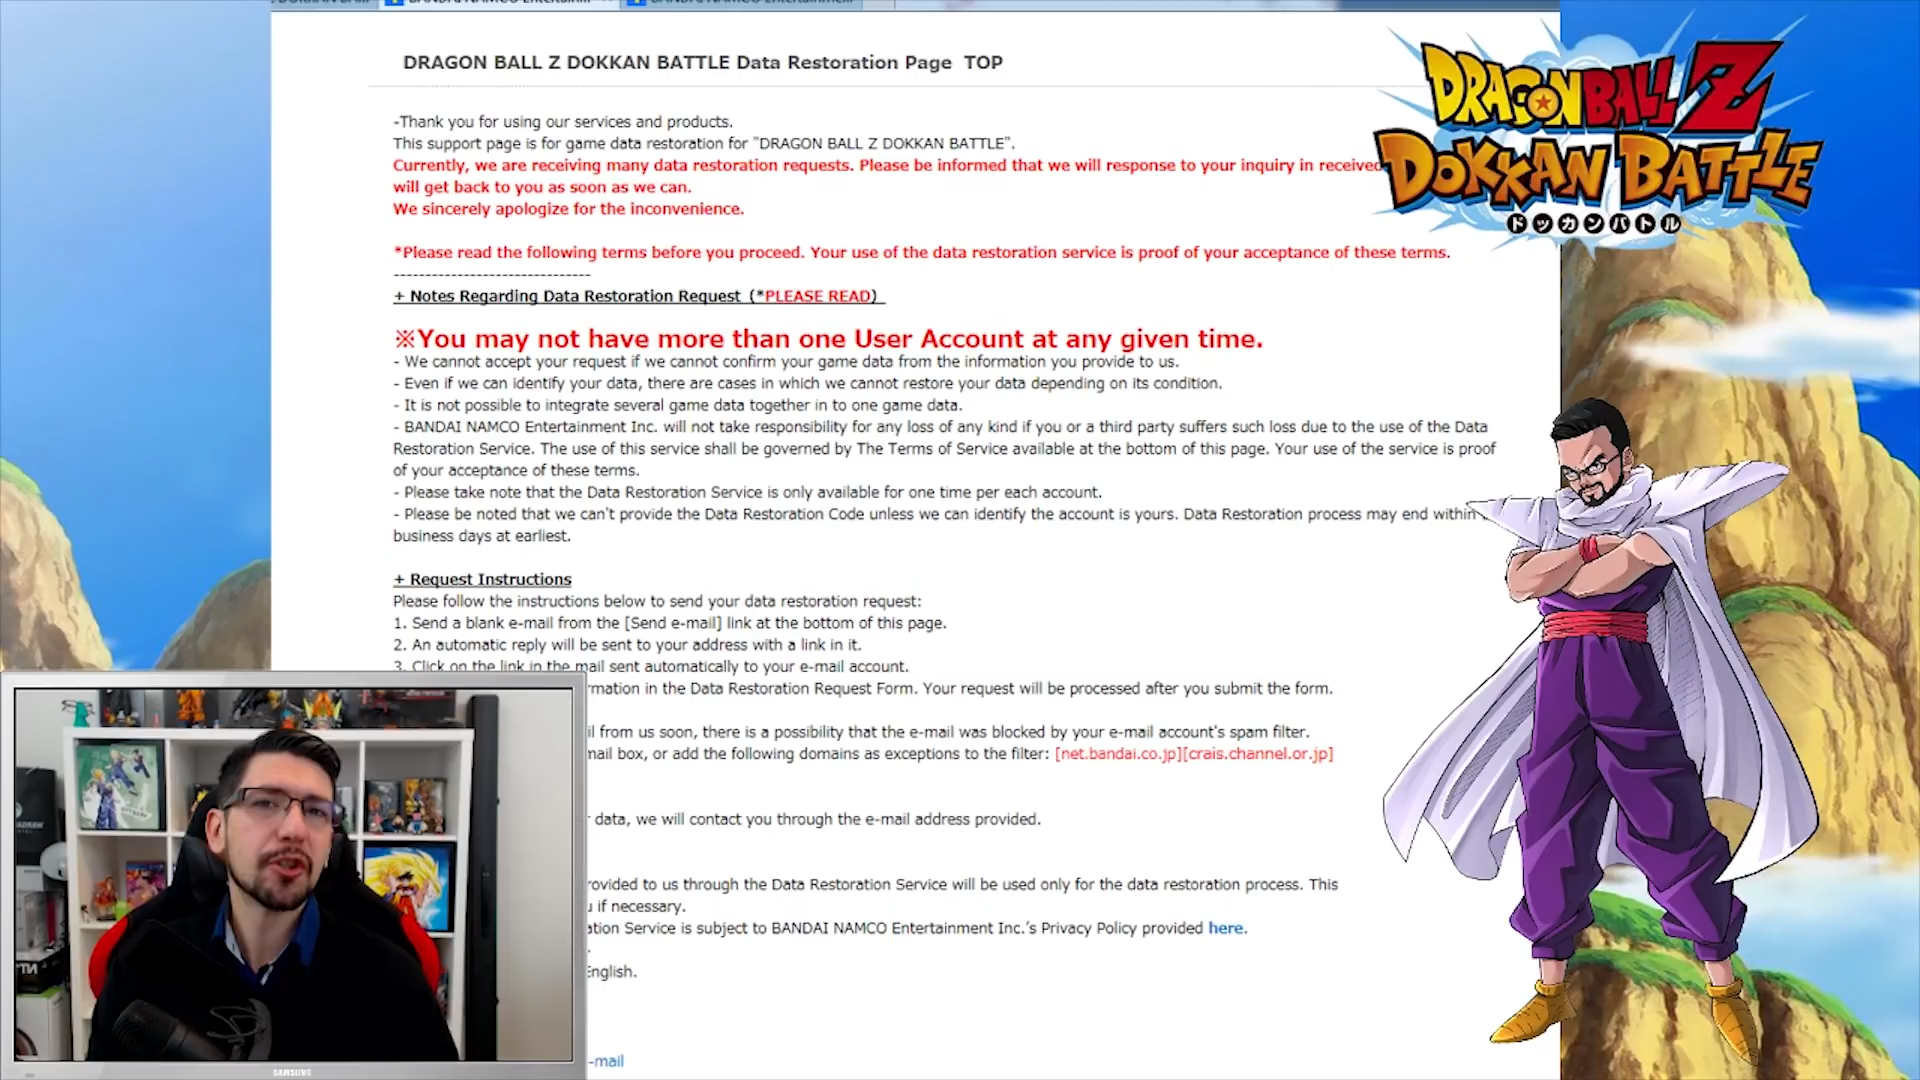 DRAGON BALL Z DOKKAN BATTLE Data Restoration Page TOP
-Thank you for using our services and products.
This support page is for game data restoration for "DRAGON BALL Z DOKKAN BATTLE".
Currently, we are receiving many data restoration requests. Please be informed that we will response to your inquiry in received
will get back to you as soon as we can.
We sincerely apologize for the inconvenience.
*Please read the following terms before you proceed. Your use of the data restoration service is proof of your acceptance of these terms.
-------------------------------
+ Notes Regarding Data Restoration Request (*PLEASE READ)
※You may not have more than one User Account at any given time.
- We cannot accept your request if we cannot confirm your game data from the information you provide to us.
- Even if we can identify your data, there are cases in which we cannot restore your data depending on its condition.
- It is not possible to integrate several game data together in to one game data.
- BANDAI NAMCO Entertainment Inc. will not take responsibility for any loss of any kind if you or a third party suffers such loss due to the use of the Data
Restoration Service. The use of this service shall be governed by The Terms of Service available at the bottom of this page. Your use of the service is proof
of your acceptance of these terms.
- Please take note that the Data Restoration Service is only available for one time per each account.
- Please be noted that we can't provide the Data Restoration Code unless we can identify the account is yours. Data Restoration process may end within
business days at earliest.
+ Request Instructions
Please follow the instructions below to send your data restoration request:
1. Send a blank e-mail from the [Send e-mail] link at the bottom of this page.
2. An automatic reply will be sent to your address with a link in it.
3. Click on the link in the mail sent automatically to your e-mail account.
rmation in the Data Restoration Request Form. Your request will be processed after you submit the form.
il from us soon, there is a possibility that the e-mail was blocked by your e-mail account's spam filter.
mail box, or add the following domains as exceptions to the filter: [net.bandai.co.jp][crais.channel.or.jp]
data, we will contact you through the e-mail address provided.
rovided to us through the Data Restoration Service will be used only for the data restoration process. This
u if necessary.
ation Service is subject to BANDAI NAMCO Entertainment Inc.'s Privacy Policy provided here.
English.
-mail
DRAGON BALL Z
DOKKAN BATTLE
ドッカンバトル
SAMSUNG